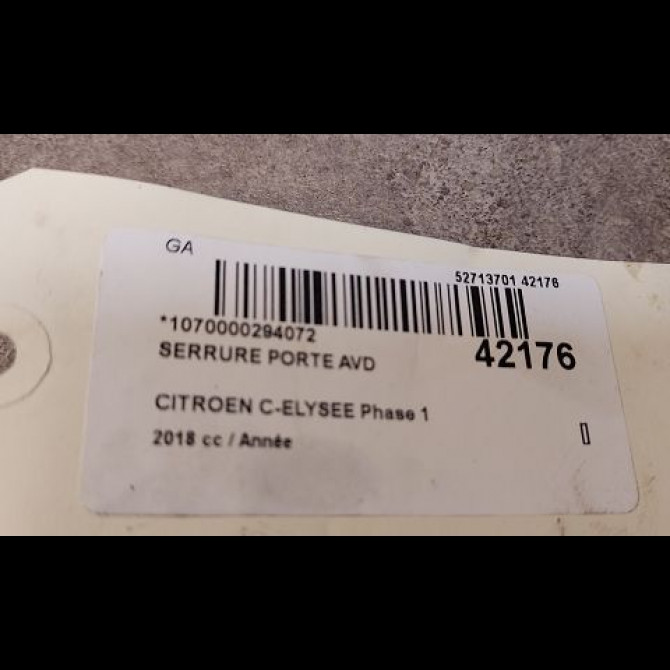 GA
52713701 42176
*1070000294072
42176
SERRURE PORTE AVD
CITROEN C-ELYSEE Phase 1
2018 cc / Année